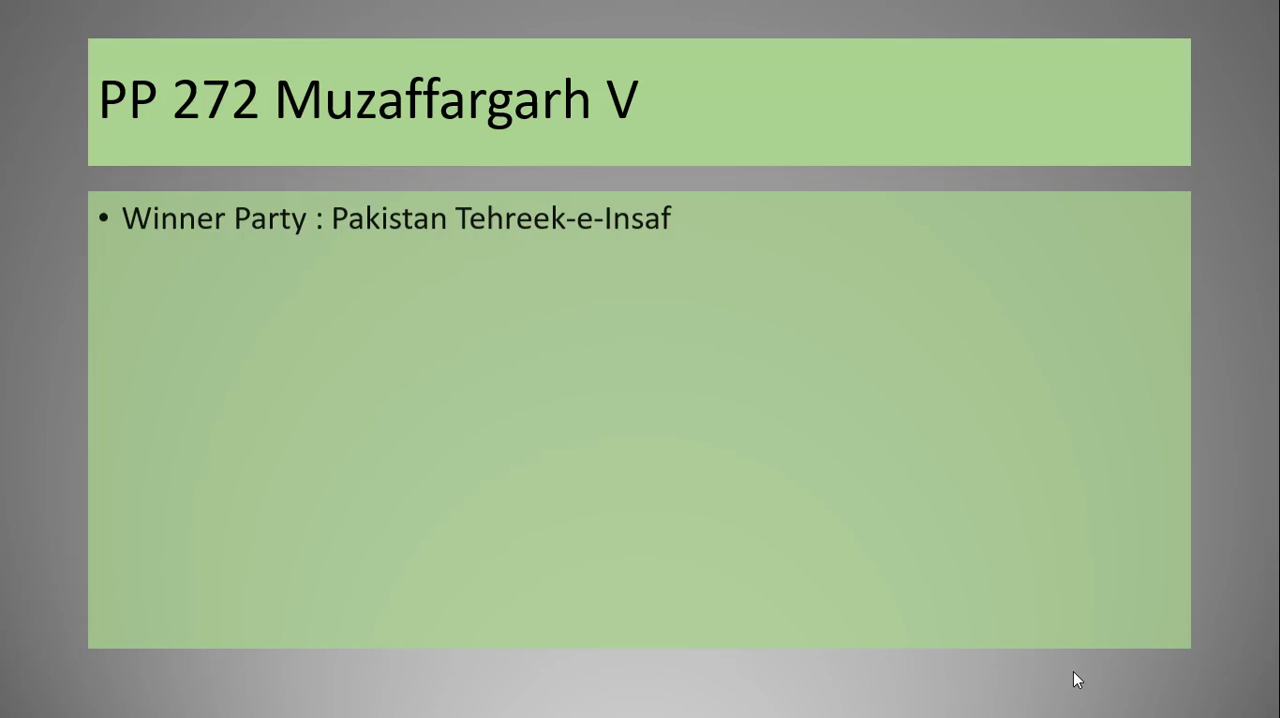 PP 272 Muzaffargarh V
• Winner Party : Pakistan Tehreek-e-Insaf